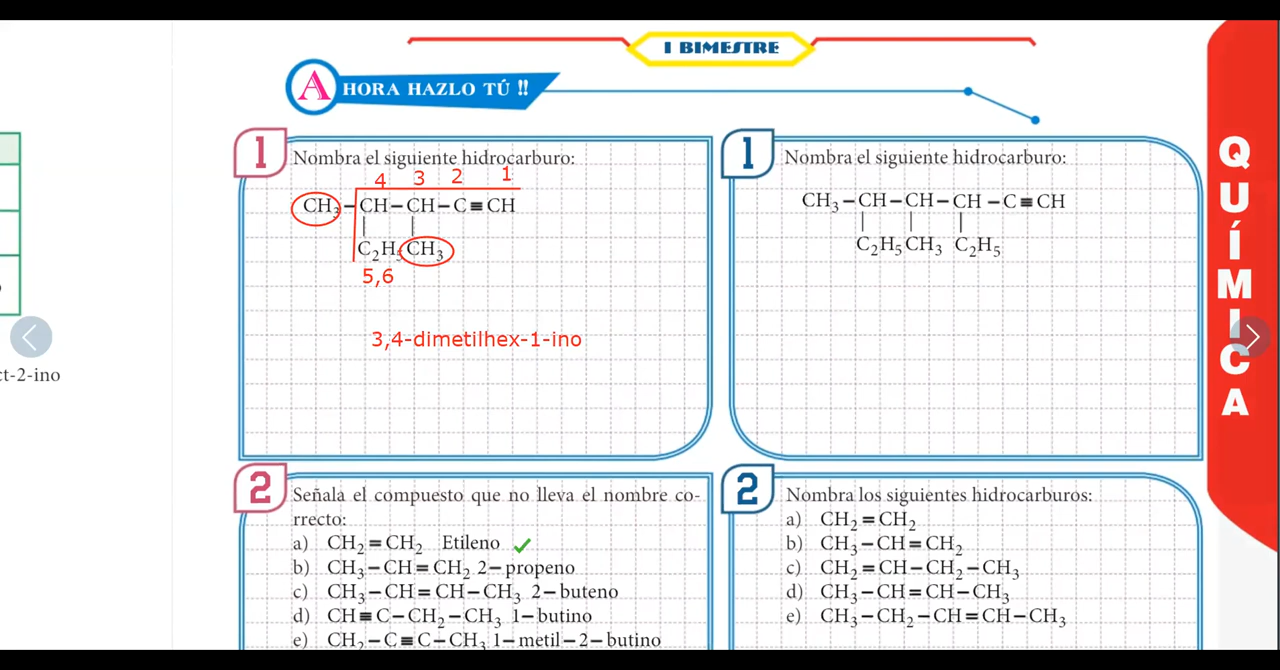 I BIMESTRE
AHORA HAZLO TÚ !!
1
Nombra el siguiente hidrocarburo:
4 3 2 1
CH₃−CH−CH−C≡CH
| |
C₂H₅ CH₃
5,6
3,4-dimetilhex-1-ino
1
Nombra el siguiente hidrocarburo:
CH₃−CH−CH−CH−C≡CH
| | |
C₂H₅ CH₃ C₂H₅
2
Señala el compuesto que no lleva el nombre co-
rrecto:
a) CH₂=CH₂ Etileno ✓
b) CH₃−CH=CH₂ 2−propeno
c) CH₃−CH=CH−CH₃ 2−buteno
d) CH≡C−CH₂−CH₃ 1−butino
e) CH₂−C≡C−CH₃ 1−metil−2−butino
2
Nombra los siguientes hidrocarburos:
a) CH₂=CH₂
b) CH₃−CH=CH₂
c) CH₂=CH−CH₂−CH₃
d) CH₃−CH=CH−CH₃
e) CH₃−CH₂−CH=CH−CH₃
QUÍMICA
ct-2-ino